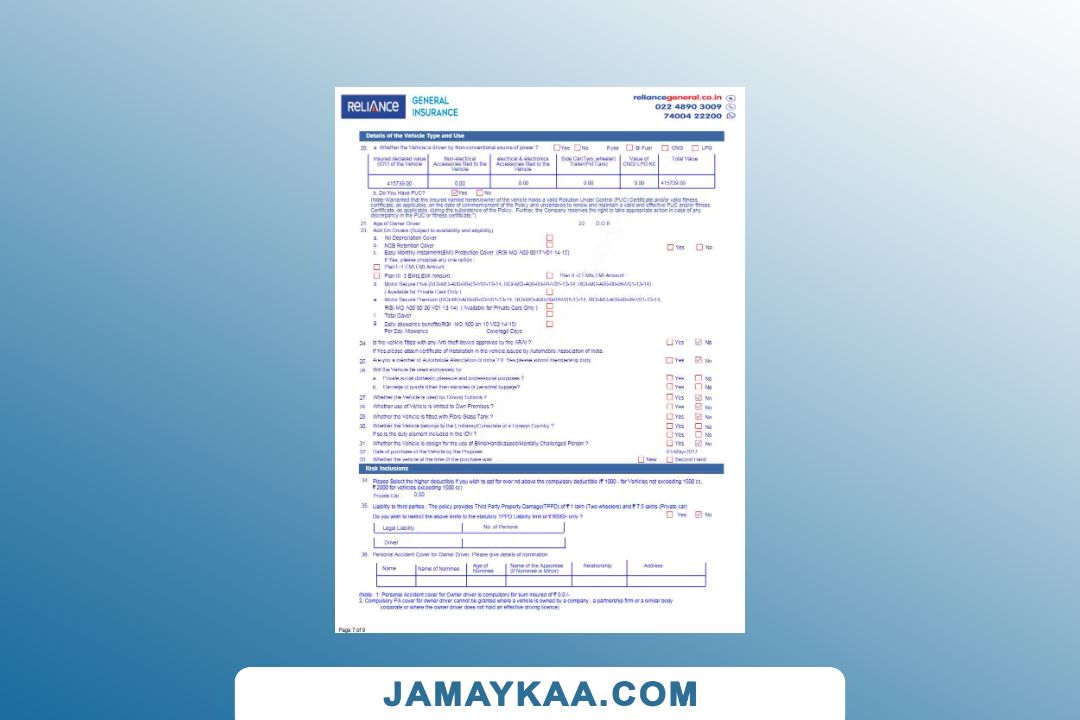 RELIANCE GENERAL INSURANCE
reliancegeneral.co.in
022 4890 3009
74004 22200
Details of the Vehicle Type and Use
20. a. Whether the Vehicle is driven by Non-conventional source of power ? Yes No If yes Bi Fuel CNG LPG
Insured declared value (IDV) of the Vehicle
Non-electrical Accessories fited to the Vehicle
electrical & electronics Accessories fited to the Vehicle
Side Car(Two_wheeler) Trailer(Pvt Cars)
Value of CNG/ LPG Kit
Total Value
415739.00 0.00 0.00 0.00 0.00 415739.00
b. Do You Have PUC? Yes No
(Note:Warranted that the insured named herein/owner of the vehicle holds a valid Pollution Under Control (PUC) Certificate and/or valid fitness
certificate, as applicable, on the date of commencement of the Policy and undertakes to renew and maintain a valid and effective PUC and/or fitness
Certificate, as applicable, during the subsistence of the Policy. Further, the Company reserves the right to take appropriate action in case of any
discrepancy in the PUC or fitness certificate.")
21. Age of Owner Driver 22. D.O.B
23. Add On Covers (Subject to availability and eligibility)
a. Nil Depreciation Cover
b. NCB Retention Cover
c. Easy Monthly Instalment(EMI) Protection Cover (RGI-MO-A00-0017-V01-14-15) Yes No
If Yes, please choose any one option ;
Plan I -1 EMI,EMI Amount
Plan III -3 EMIs,EMI Amount : Plan II -2 EMIs,EMI Amount
d. Motor Secure Plus
( Available for Private Cars Only )
e. Motor Secure Premium
( Available for Private Cars Only )
f. Total Cover
g. Daily allowance benefits
Per Day Allowance Coverage Days
24. Is the vehicle fitted with any Anti-theft device approved by the ARAI ? Yes No
If Yes,please attach certificate of installation in the vehicle,issued by Automobile Association of India.
25. Are you a member of Automobile Association of India ? If Yes,please submit membership copy. Yes No
26. Will the Vehicle be used exclusively for
a. Private,social,domestic,pleasure and professional purposes ? Yes No
b. Carriage of goods other than samples or personal luggage? Yes No
27. Whether the Vehicle is used for Driving Tuitions ? Yes No
28. Whether use of Vehicle is limited to Own Premises ? Yes No
29. Whether the Vehicle is fitted with Fibre Glass Tank ? Yes No
30. Whether the Vehicle belongs to the Embassy/Consulate of a Foreign Country ? Yes No
If so,is the duty element included in the IDV ? Yes No
31. Whether the Vehicle is design for the use of Blind/Handicapped/Mentally Challenged Person ? Yes No
32. Date of purchase of the Vehicle by the Proposer 01-May-2017
33. Whether the vehicle at the time of the purchase was New Second Hand
Risk Inclusions
34. Please Select the higher deductible if you wish to opt for over nd above the compulsory deductible (₹ 1000 . for Vehicles not exceeding 1500 cc,
₹ 2000 for vehicles exceeding 1500 cc)
Private Car : 0.00
35. Liability to third parties : The policy provides Third Party Property Damage(TPPD) of ₹ 1 lakh (Two wheelers) and ₹ 7.5 lakhs (Private car)
Do you wish to restrict the above limits to the statutory TPPD Liability limit of ₹ 6000/- only ? Yes No
Legal Liability No. of Persons
Driver
36. Personal Accident Cover for Owner Driver. Please give details of nomination
Name
Name of Nominee
Age of Nominee
Name of the Appointee (If Nominee is Minor)
Relationship
Address
(Note : 1. Personal Accident cover for Owner driver is compulsory for sum insured of ₹ 0.0 /-
2. Compulsory PA cover for owner driver cannot be granted where a vehicle is owned by a company , a partnership firm or a similar body
corporate or where the owner driver does not hold an effective driving licence)
Page 7 of 9
JAMAYKAA.COM